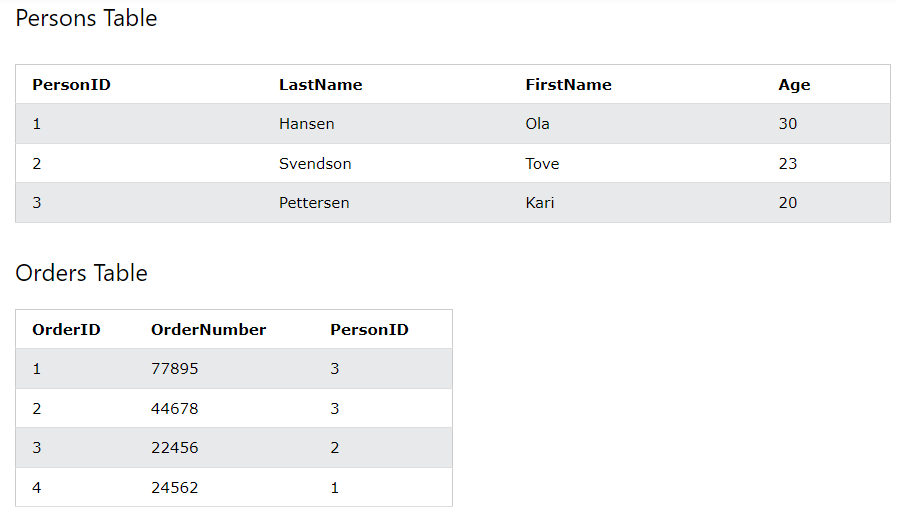 Persons Table
PersonID LastName FirstName Age
1 Hansen Ola 30
2 Svendson Tove 23
3 Pettersen Kari 20
Orders Table
OrderID OrderNumber PersonID
1 77895 3
2 44678 3
3 22456 2
4 24562 1